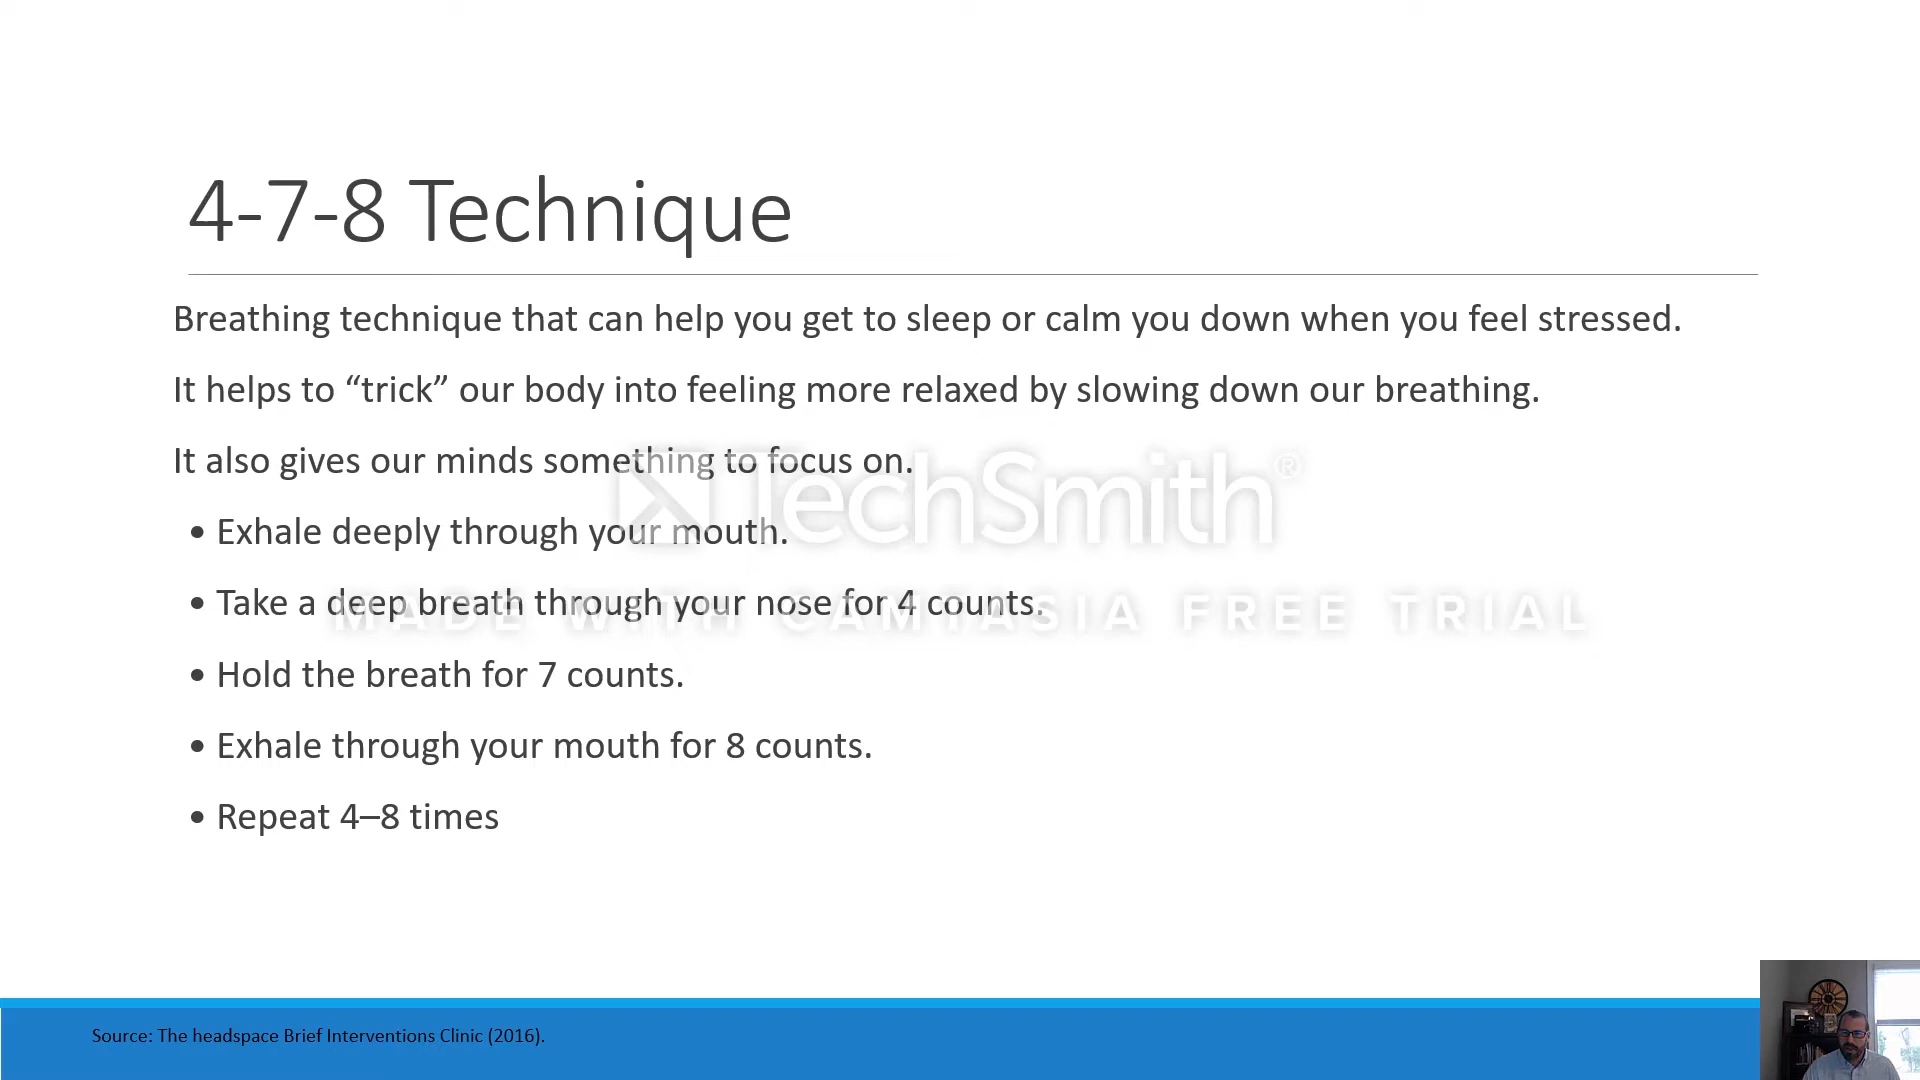 4-7-8 Technique
Breathing technique that can help you get to sleep or calm you down when you feel stressed.
It helps to “trick” our body into feeling more relaxed by slowing down our breathing.
It also gives our minds something to focus on.
TechSmith®
• Exhale deeply through your mouth.
• Take a deep breath through your nose for 4 counts.
MADE WITH CAMTASIA FREE TRIAL
• Hold the breath for 7 counts.
• Exhale through your mouth for 8 counts.
• Repeat 4–8 times
Source: The headspace Brief Interventions Clinic (2016).